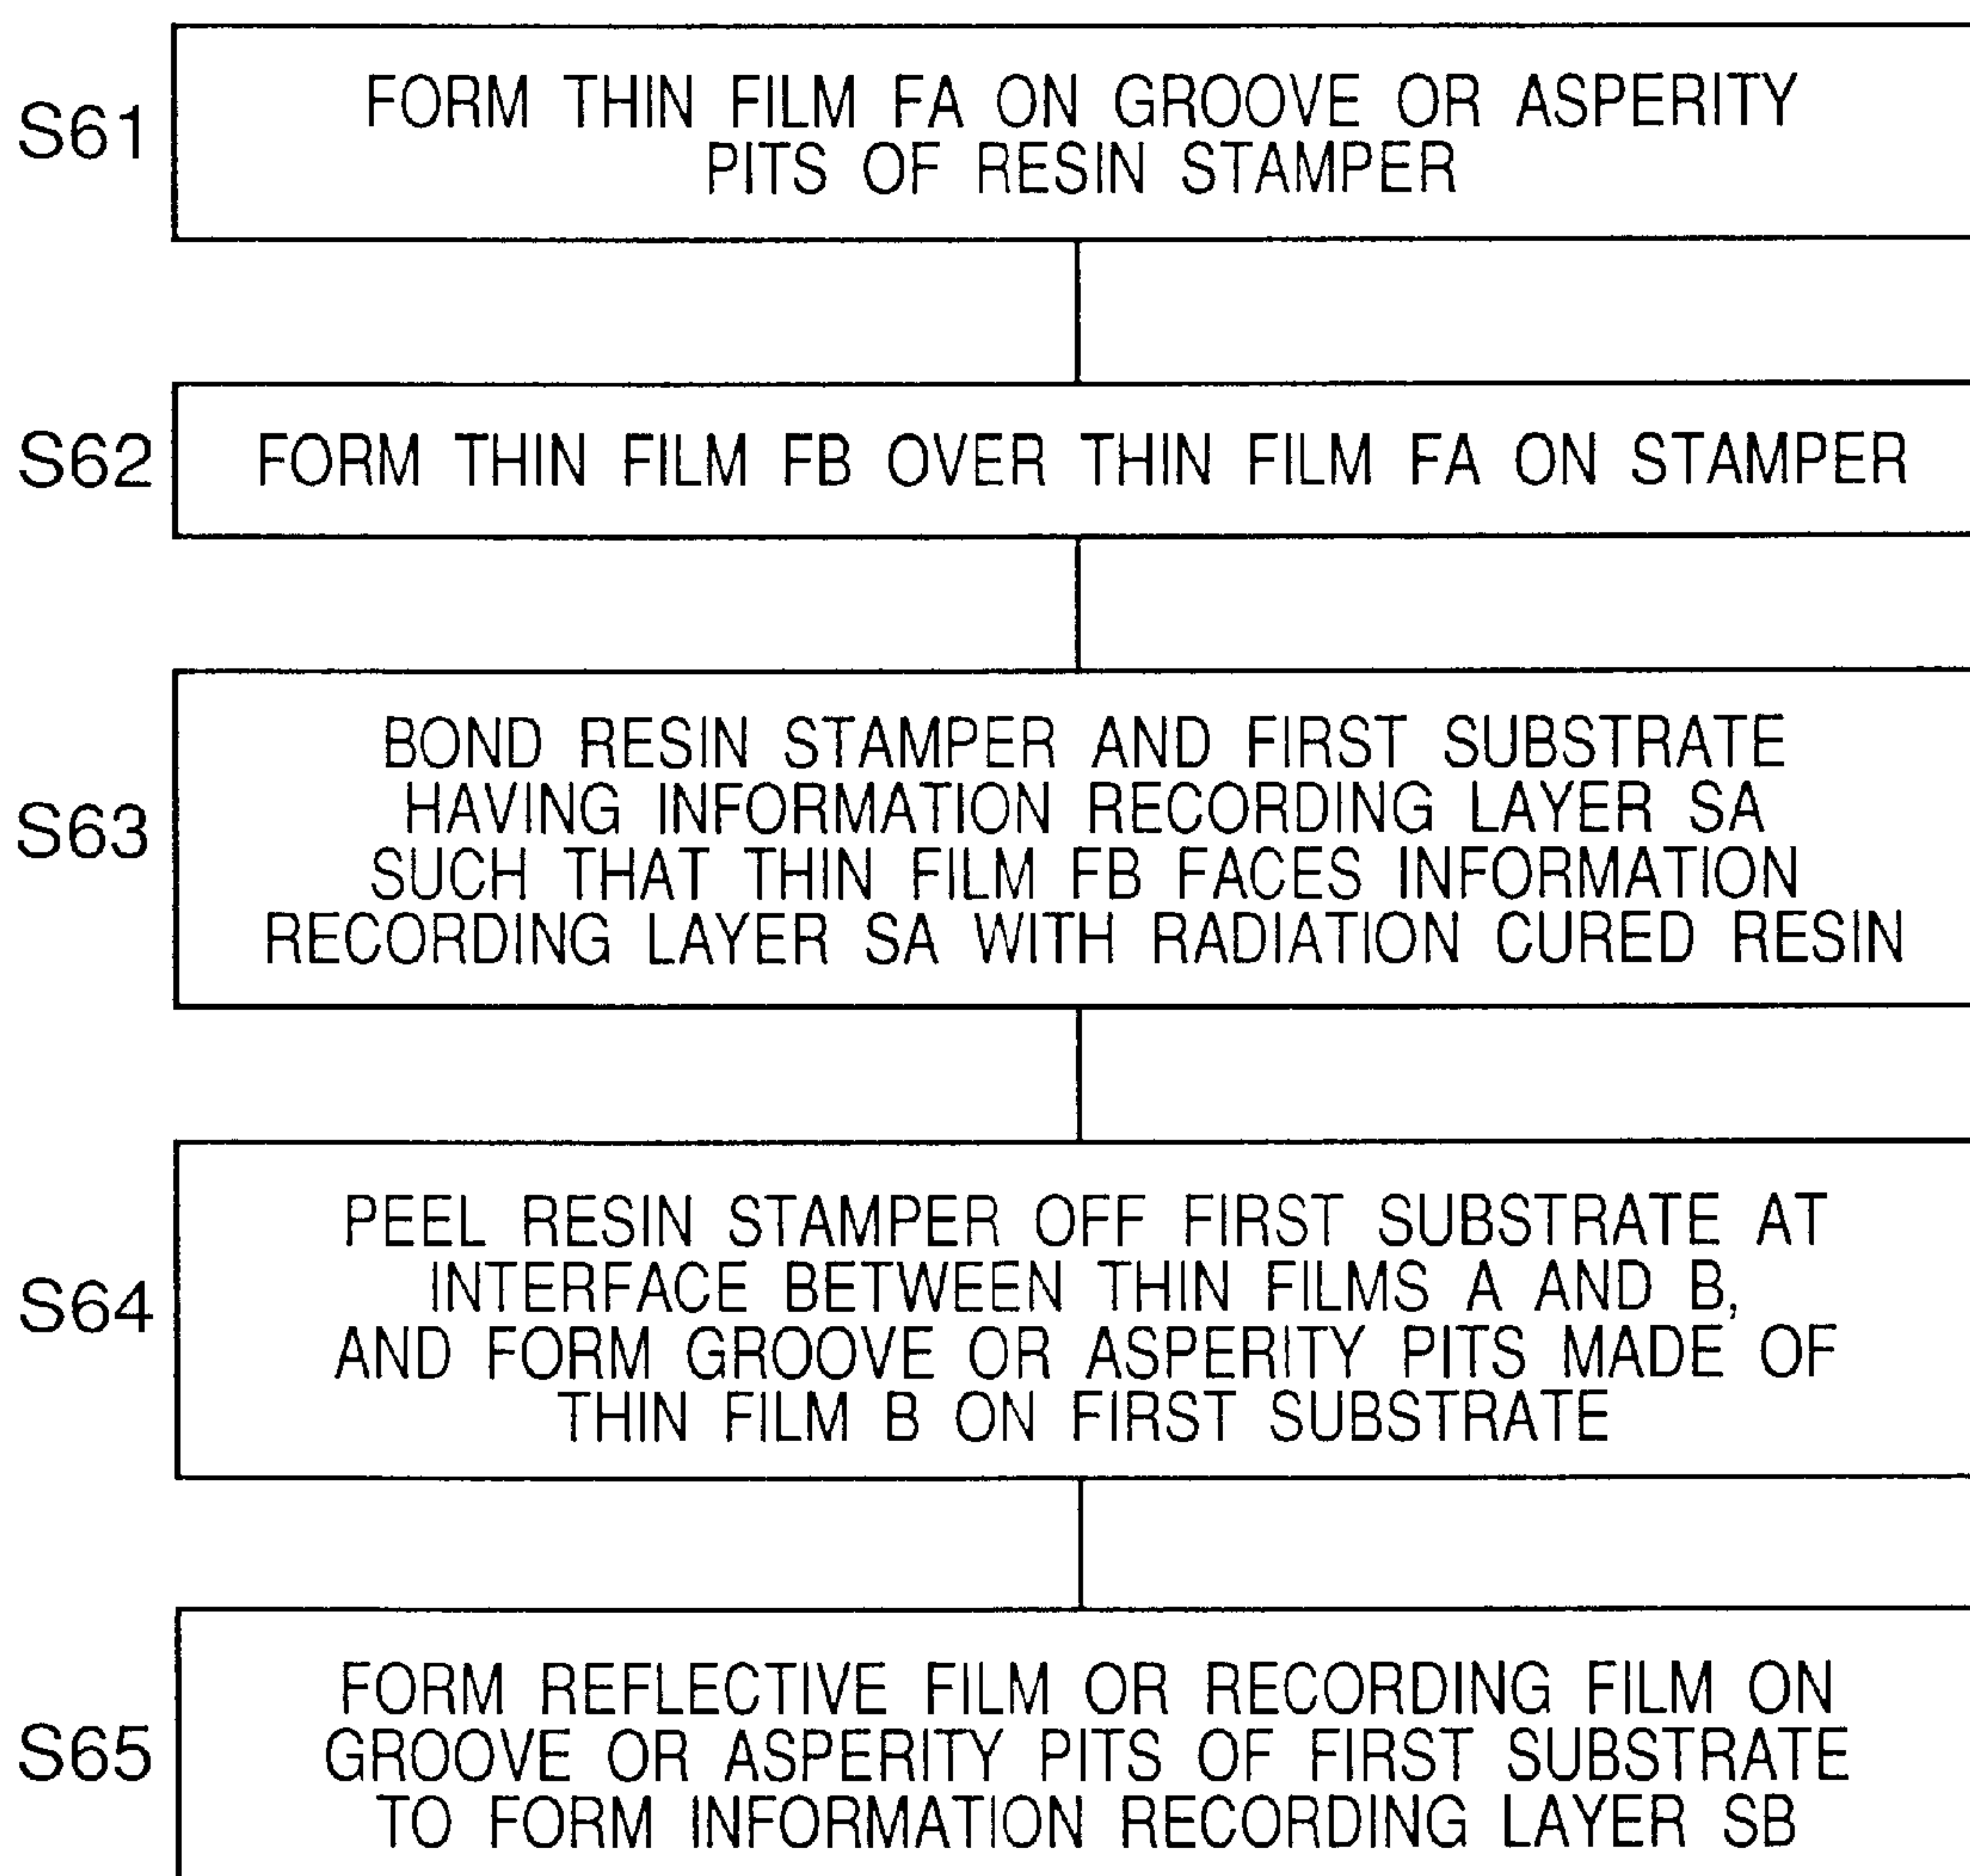 S61
FORM THIN FILM FA ON GROOVE OR ASPERITY
PITS OF RESIN STAMPER
S62
FORM THIN FILM FB OVER THIN FILM FA ON STAMPER
S63
BOND RESIN STAMPER AND FIRST SUBSTRATE
HAVING INFORMATION RECORDING LAYER SA
SUCH THAT THIN FILM FB FACES INFORMATION
RECORDING LAYER SA WITH RADIATION CURED RESIN
S64
PEEL RESIN STAMPER OFF FIRST SUBSTRATE AT
INTERFACE BETWEEN THIN FILMS A AND B,
AND FORM GROOVE OR ASPERITY PITS MADE OF
THIN FILM B ON FIRST SUBSTRATE
S65
FORM REFLECTIVE FILM OR RECORDING FILM ON
GROOVE OR ASPERITY PITS OF FIRST SUBSTRATE
TO FORM INFORMATION RECORDING LAYER SB